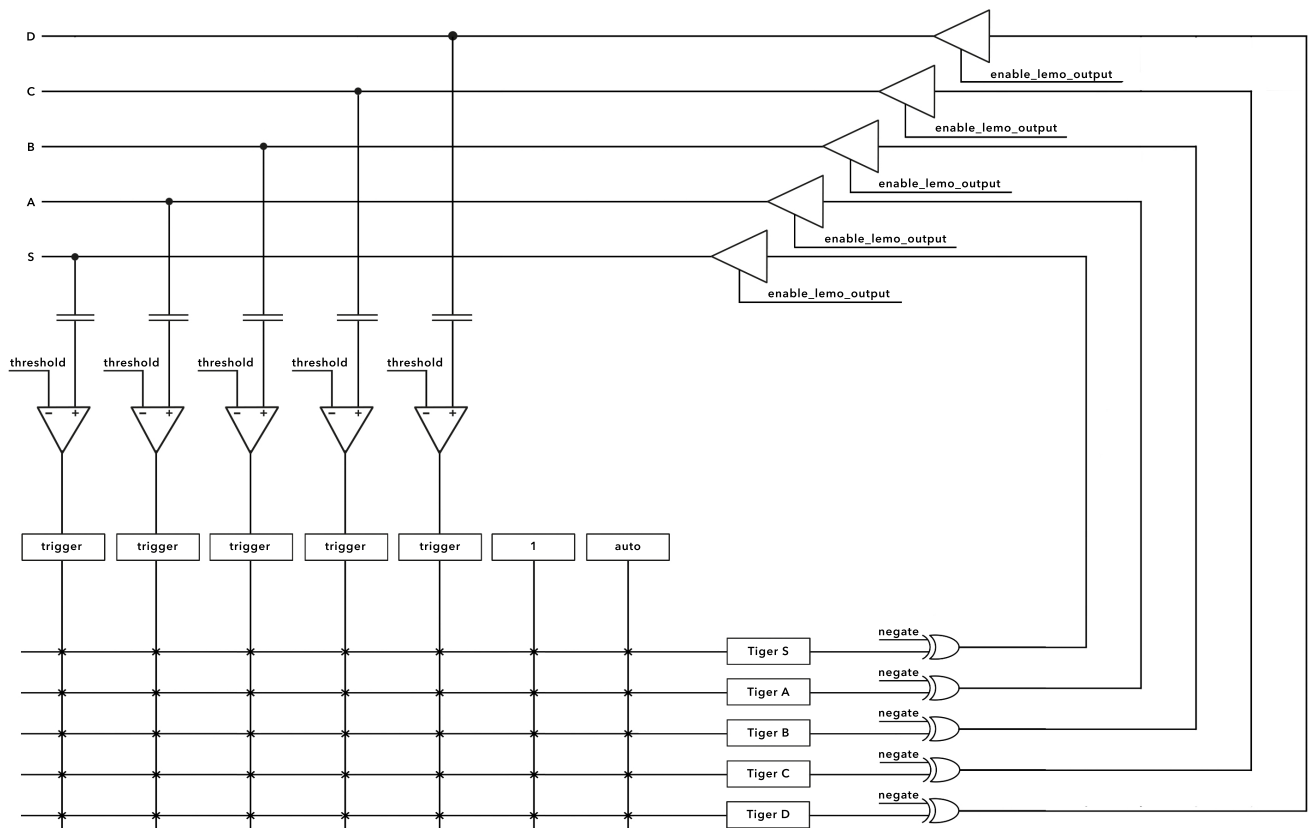 D
enable_lemo_output
C
enable_lemo_output
B
enable_lemo_output
A
enable_lemo_output
S
enable_lemo_output
threshold threshold threshold threshold threshold
− + − + − + − + − +
trigger trigger trigger trigger trigger 1 auto
negate
Tiger S
negate
Tiger A
negate
Tiger B
negate
Tiger C
negate
Tiger D